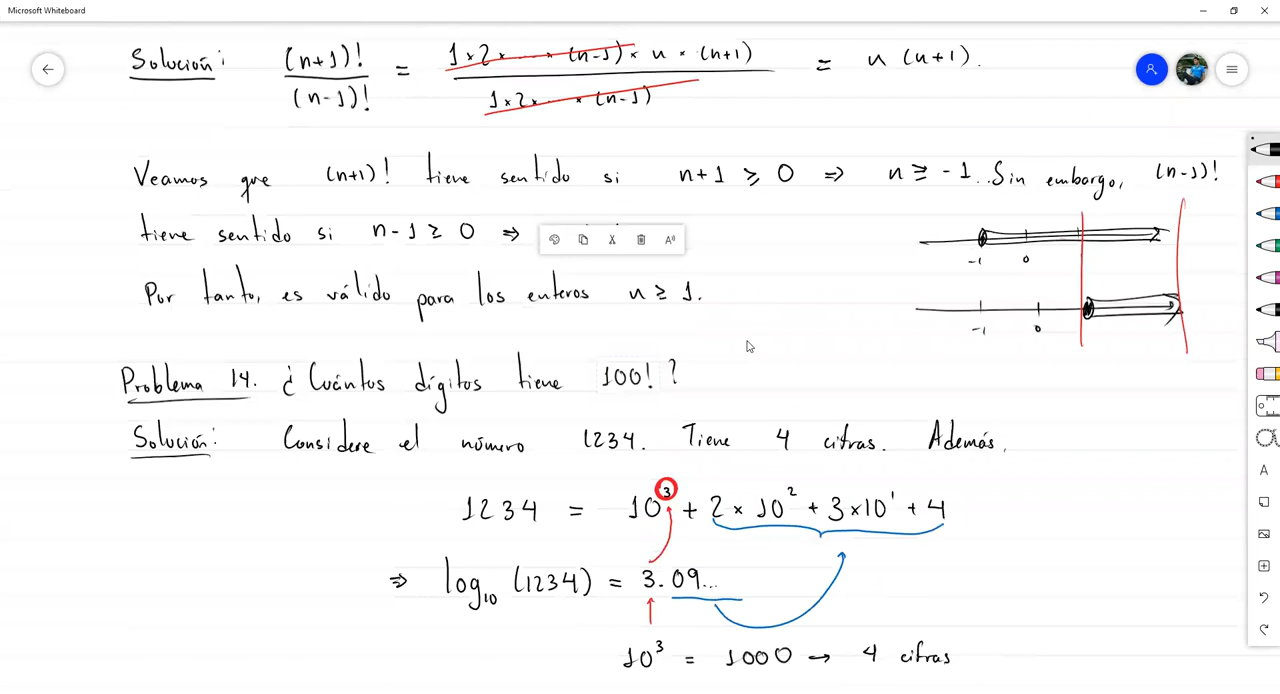 Microsoft Whiteboard
Solución: (n+1)! / (n-1)! = 1×2×.....×(n-1)×n×(n+1) / 1×2×.....×(n-1) = n (n+1).
Veamos que (n+1)! tiene sentido si n+1 ≥ 0 ⇒ n ≥ -1. Sin embargo, (n-1)!
tiene sentido si n-1 ≥ 0 ⇒
-1 0
Por tanto, es válido para los enteros n ≥ 1.
-1 0
Problema 14. ¿Cuántos dígitos tiene 100!?
Solución: Considere el número 1234. Tiene 4 cifras. Además,
1234 = 10³ + 2×10² + 3×10¹ + 4
⇒ log₁₀ (1234) = 3.09...
10³ = 1000 → 4 cifras
A